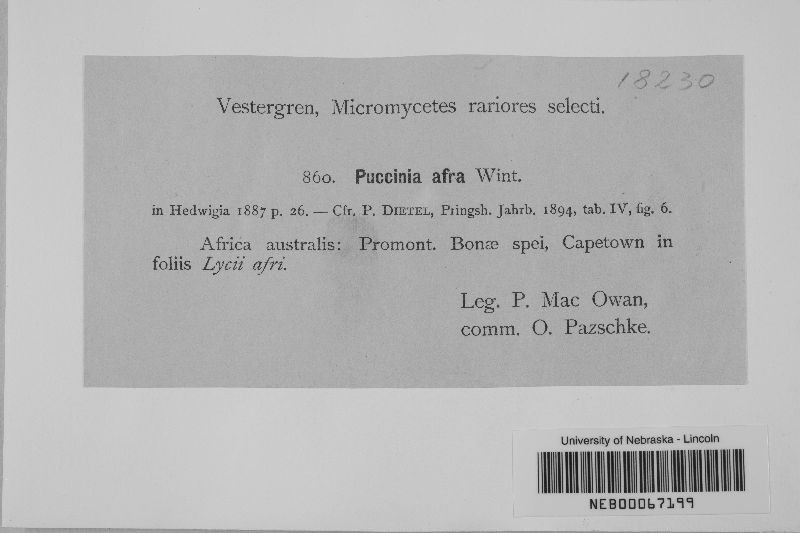 18230
Vestergren, Micromycetes rariores selecti.
860. Puccinia afra Wint.
in Hedwigia 1887 p. 26. — Cfr. P. DIETEL, Pringsh. Jahrb. 1894, tab. IV, fig. 6.
Africa australis: Promont. Bonæ spei, Capetown in
foliis Lycii afri.
Leg. P. Mac Owan,
comm. O. Pazschke.
University of Nebraska - Lincoln
NEB00067199